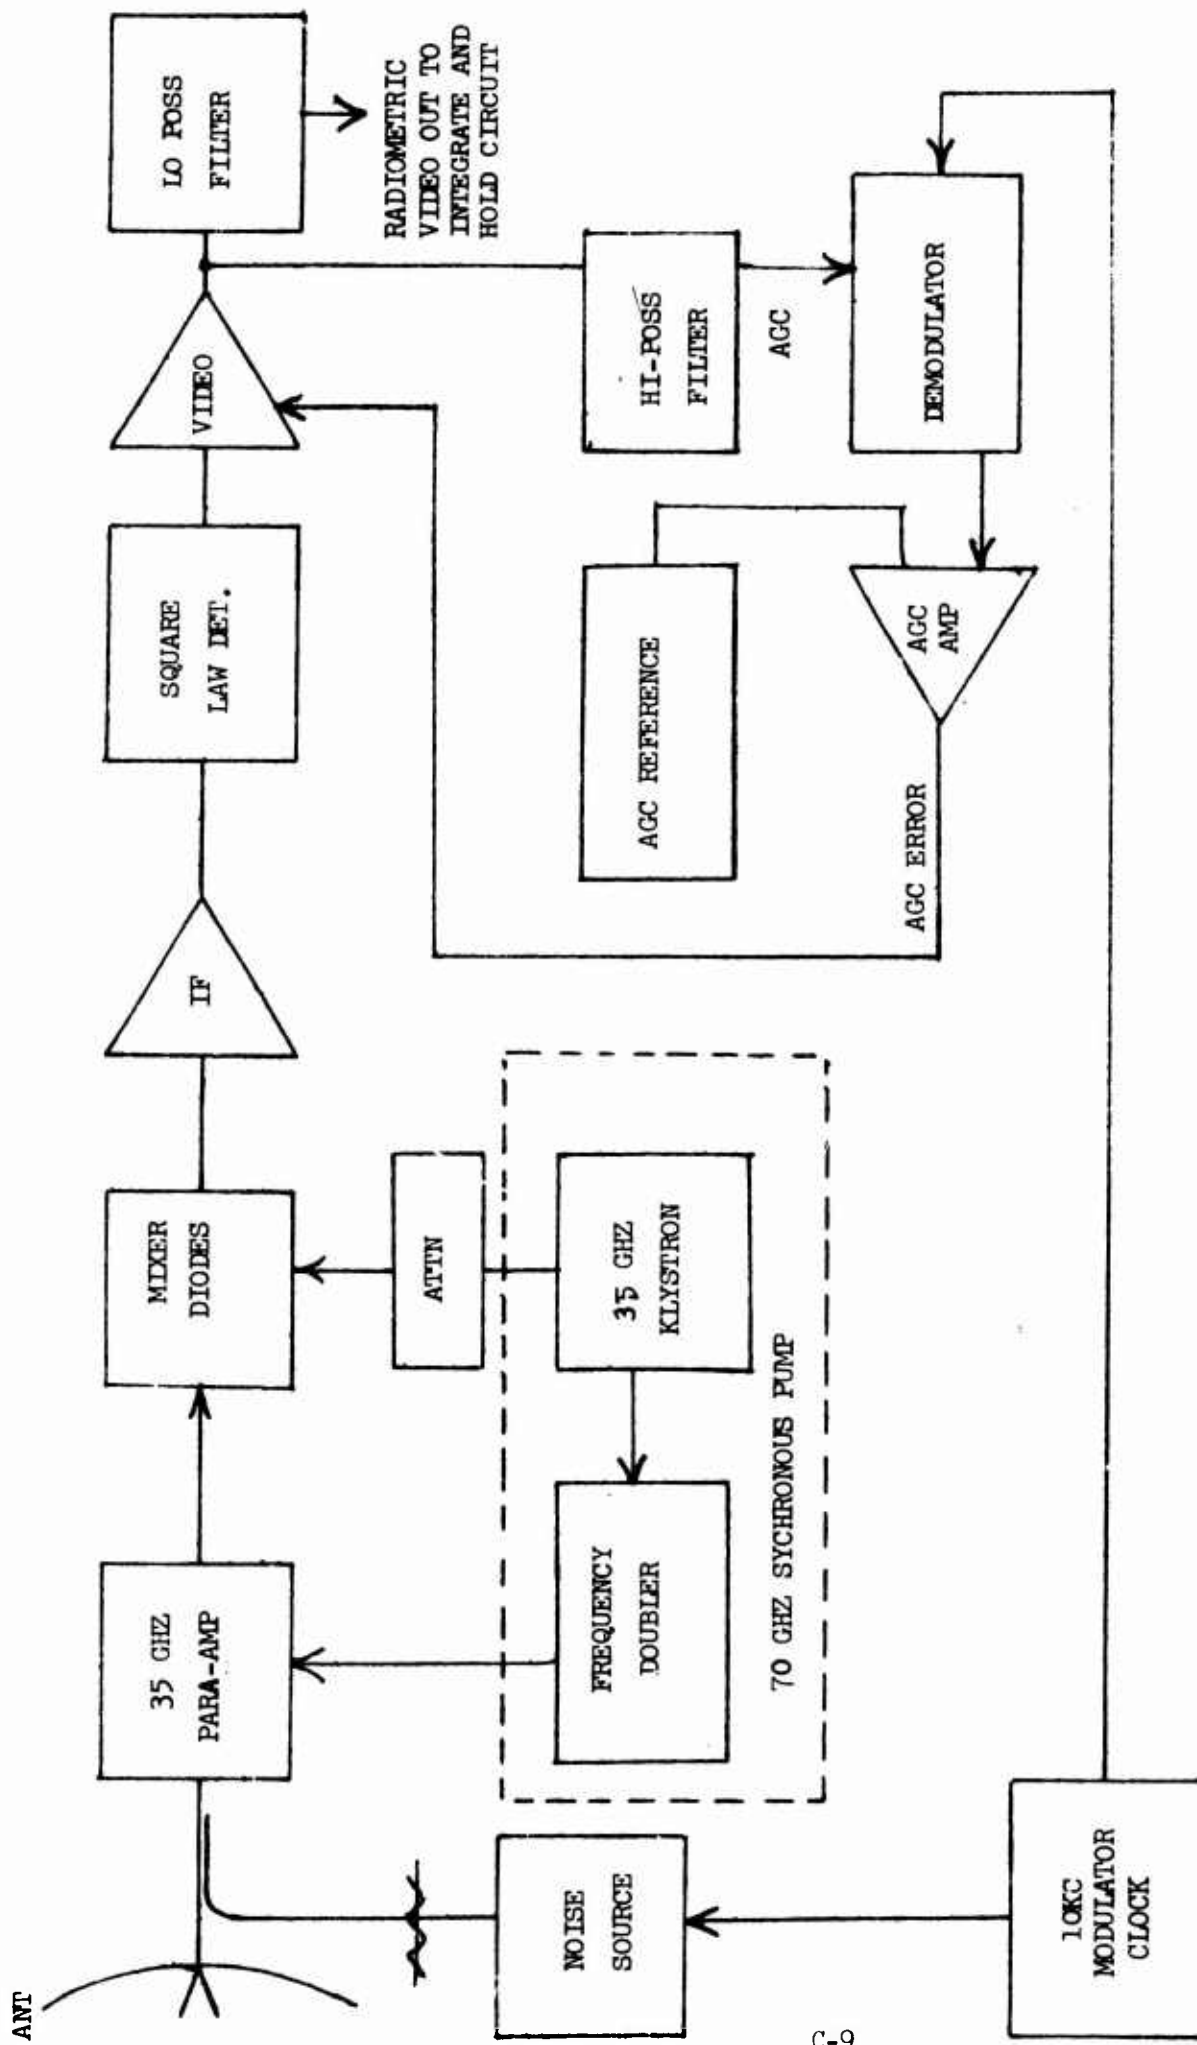 ANT
35 GHZ
PARA-AMP
MIXER
DIODES
IF
SQUARE
LAW DET.
VIDEO
LO POSS
FILTER
RADIOMETRIC
VIDEO OUT TO
INTEGRATE AND
HOLD CIRCUIT
ATTN
FREQUENCY
DOUBLER
35 GHZ
KLYSTRON
70 GHZ SYCHRONOUS PUMP
HI-POSS
FILTER
AGC
AGC REFERENCE
DEMODULATOR
AGC
AMP
AGC ERROR
NOISE
SOURCE
10KC
MODULATOR
CLOCK
C-9